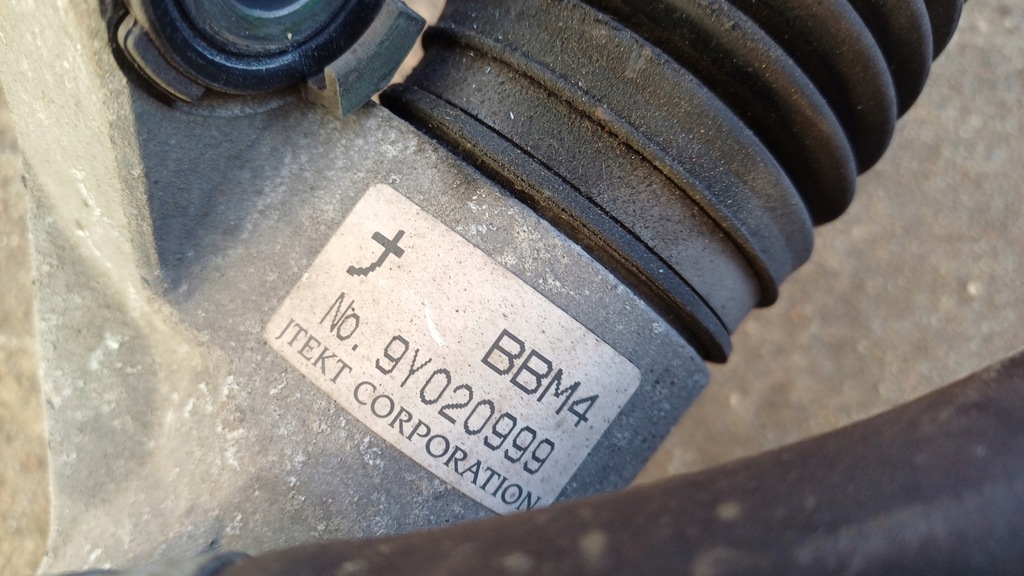 BBM4
No. 9Y020999
JTEKT CORPORATION